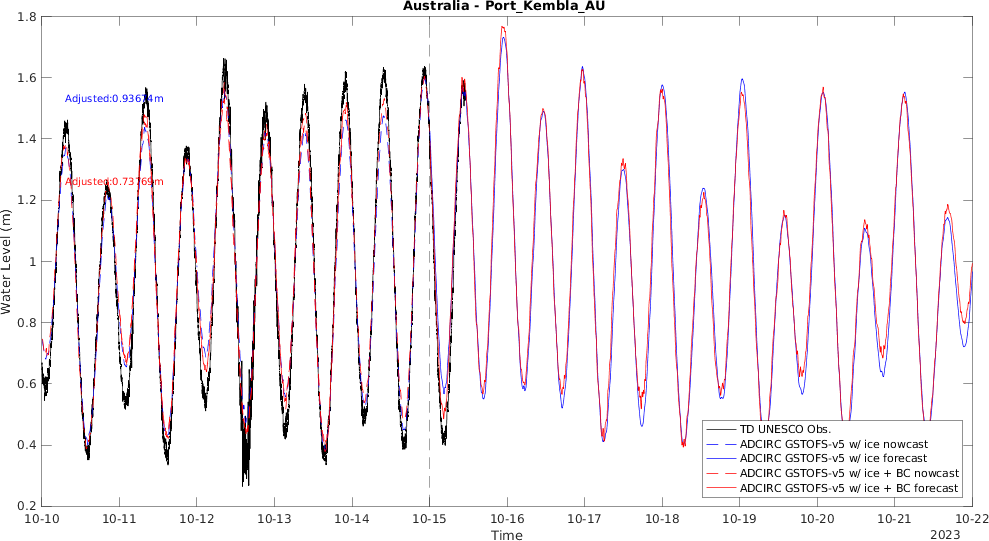 Australia - Port_Kembla_AU
1.8
1.6
1.4
1.2
1
0.8
0.6
0.4
0.2
Water Level (m)
Adjusted:0.93674m
Adjusted:0.73769m
TD UNESCO Obs.
ADCIRC GSTOFS-v5 w/ ice nowcast
ADCIRC GSTOFS-v5 w/ ice forecast
ADCIRC GSTOFS-v5 w/ ice + BC nowcast
ADCIRC GSTOFS-v5 w/ ice + BC forecast
10-10 10-11 10-12 10-13 10-14 10-15 10-16 10-17 10-18 10-19 10-20 10-21 10-22
Time
2023